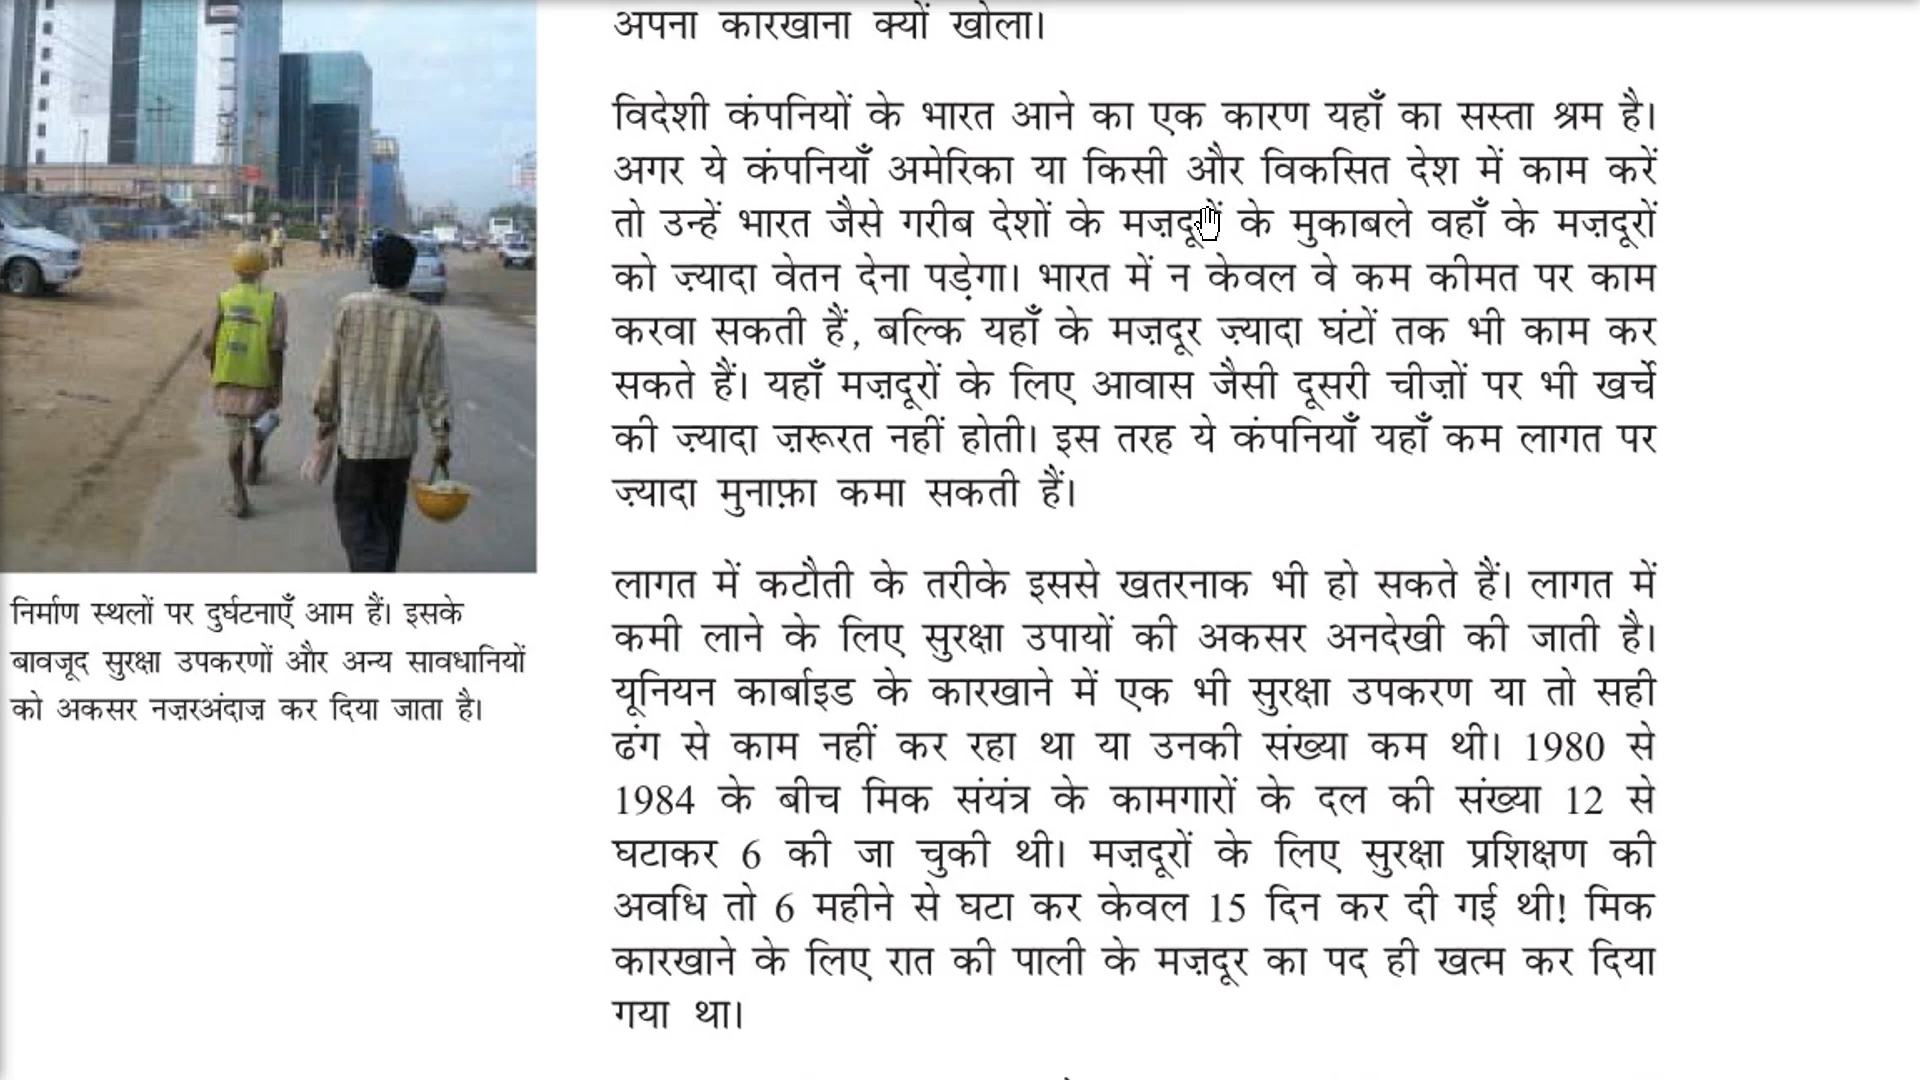 अपना कारखाना क्यों खोला।
विदेशी कंपनियों के भारत आने का एक कारण यहाँ का सस्ता श्रम है।
अगर ये कंपनियाँ अमेरिका या किसी और विकसित देश में काम करें
तो उन्हें भारत जैसे गरीब देशों के मज़दूरों के मुकाबले वहाँ के मज़दूरों
को ज़्यादा वेतन देना पड़ेगा। भारत में न केवल वे कम कीमत पर काम
करवा सकती हैं, बल्कि यहाँ के मज़दूर ज़्यादा घंटों तक भी काम कर
सकते हैं। यहाँ मज़दूरों के लिए आवास जैसी दूसरी चीज़ों पर भी खर्चे
की ज़्यादा ज़रूरत नहीं होती। इस तरह ये कंपनियाँ यहाँ कम लागत पर
ज़्यादा मुनाफ़ा कमा सकती हैं।
लागत में कटौती के तरीके इससे खतरनाक भी हो सकते हैं। लागत में
कमी लाने के लिए सुरक्षा उपायों की अकसर अनदेखी की जाती है।
यूनियन कार्बाइड के कारखाने में एक भी सुरक्षा उपकरण या तो सही
ढंग से काम नहीं कर रहा था या उनकी संख्या कम थी। 1980 से
1984 के बीच मिक संयंत्र के कामगारों के दल की संख्या 12 से
घटाकर 6 की जा चुकी थी। मज़दूरों के लिए सुरक्षा प्रशिक्षण की
अवधि तो 6 महीने से घटा कर केवल 15 दिन कर दी गई थी! मिक
कारखाने के लिए रात की पाली के मज़दूर का पद ही खत्म कर दिया
गया था।
निर्माण स्थलों पर दुर्घटनाएँ आम हैं। इसके
बावजूद सुरक्षा उपकरणों और अन्य सावधानियों
को अकसर नज़रअंदाज़ कर दिया जाता है।